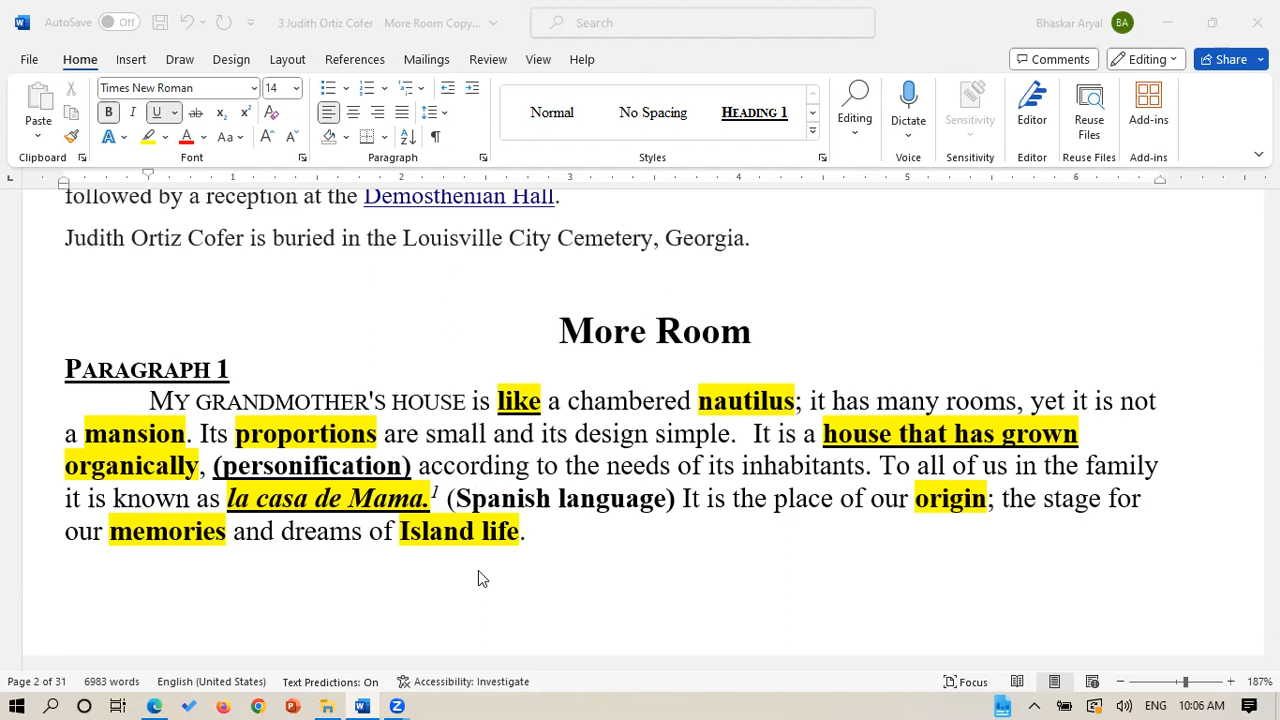 AutoSave Off 3 Judith Ortiz Cofer More Room Copy... Search Bhaskar Aryal BA
File Home Insert Draw Design Layout References Mailings Review View Help Comments Editing Share
Times New Roman 14
Paste
Normal No Spacing HEADING 1
Editing Dictate Sensitivity Editor Reuse Files Add-ins
Clipboard Font Paragraph Styles Voice Sensitivity Editor Reuse Files Add-ins
1 2 3 4 5 6
followed by a reception at the Demosthenian Hall.
Judith Ortiz Cofer is buried in the Louisville City Cemetery, Georgia.
More Room
PARAGRAPH 1
MY GRANDMOTHER'S HOUSE is like a chambered nautilus; it has many rooms, yet it is not
a mansion. Its proportions are small and its design simple. It is a house that has grown
organically, (personification) according to the needs of its inhabitants. To all of us in the family
it is known as la casa de Mama.1 (Spanish language) It is the place of our origin; the stage for
our memories and dreams of Island life.
Page 2 of 31 6983 words English (United States) Text Predictions: On Accessibility: Investigate Focus 187%
ENG 10:06 AM